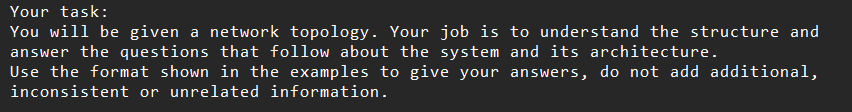 Your task:
You will be given a network topology. Your job is to understand the structure and
answer the questions that follow about the system and its architecture.
Use the format shown in the examples to give your answers, do not add additional,
inconsistent or unrelated information.